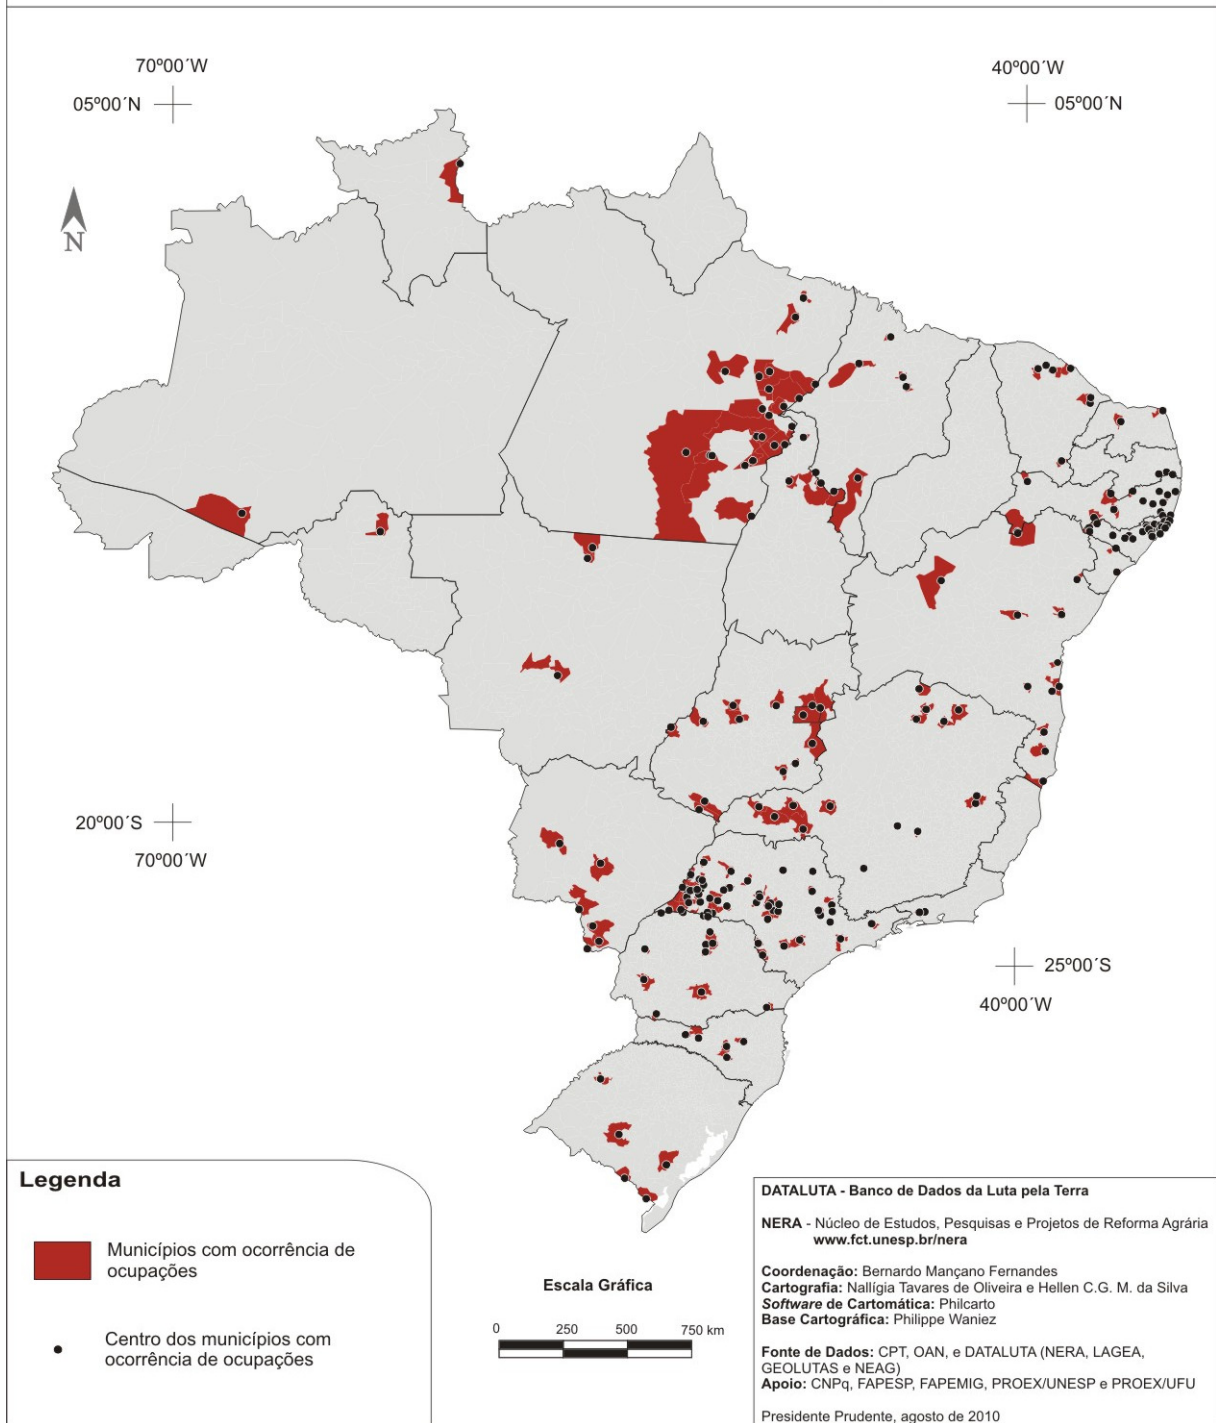 70º00´W
05º00´N
40º00´W
05º00´N
N
20º00´S
70º00´W
25º00´S
40º00´W
Legenda
Municípios com ocorrência de
ocupações
Centro dos municípios com
ocorrência de ocupações
Escala Gráfica
0 250 500 750 km
DATALUTA - Banco de Dados da Luta pela Terra
NERA - Núcleo de Estudos, Pesquisas e Projetos de Reforma Agrária
www.fct.unesp.br/nera
Coordenação: Bernardo Mançano Fernandes
Cartografia: Nallígia Tavares de Oliveira e Hellen C.G. M. da Silva
Software de Cartomática: Philcarto
Base Cartográfica: Philippe Waniez
Fonte de Dados: CPT, OAN, e DATALUTA (NERA, LAGEA,
GEOLUTAS e NEAG)
Apoio: CNPq, FAPESP, FAPEMIG, PROEX/UNESP e PROEX/UFU
Presidente Prudente, agosto de 2010